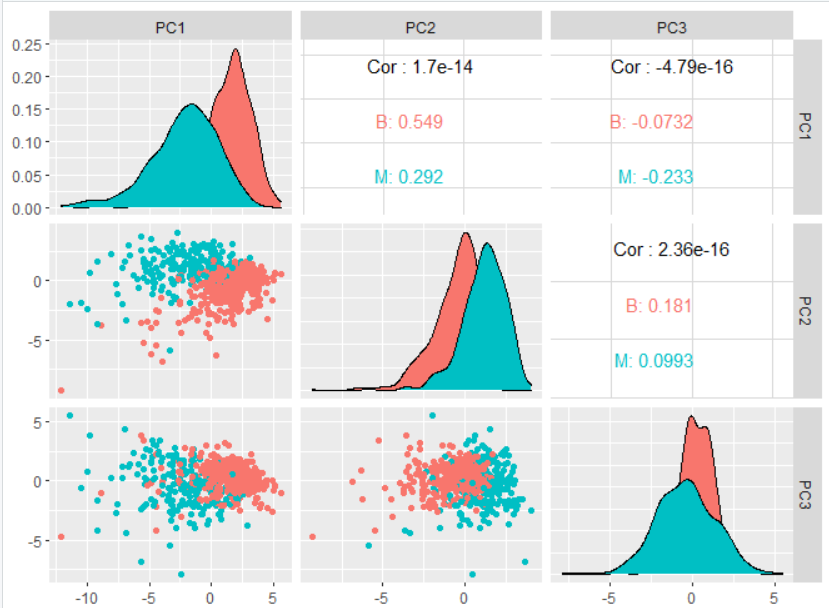 PC1 PC2 PC3
0.25
0.20
0.15
0.10
0.05
0.00
Cor : 1.7e-14
B: 0.549
M: 0.292
Cor : -4.79e-16
B: -0.0732
M: -0.233
PC1
0
-5
Cor : 2.36e-16
B: 0.181
M: 0.0993
PC2
5
0
-5
PC3
-10 -5 0 5
-5 0
-5 0 5